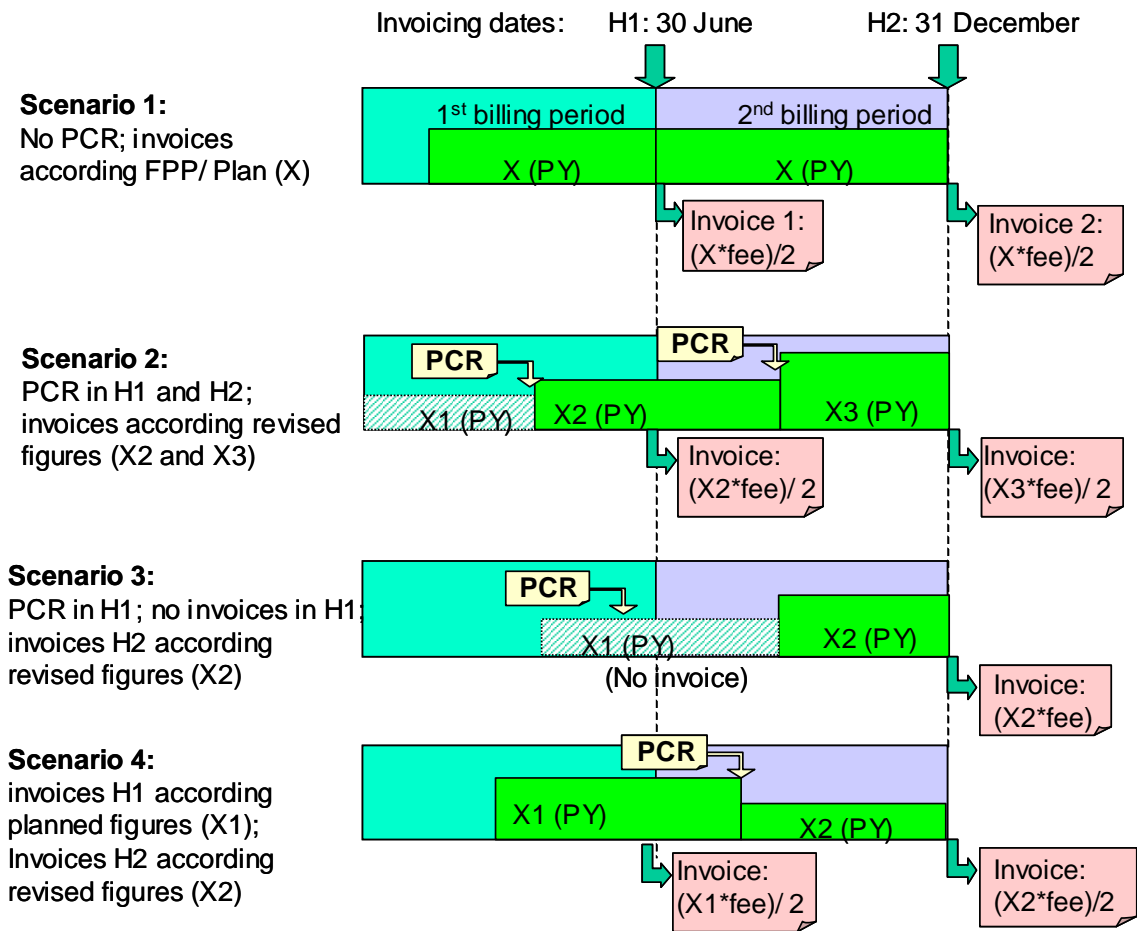 Invoicing dates: H1: 30 June H2: 31 December
Scenario 1:
No PCR; invoices
according FPP/ Plan (X)
1st billing period 2nd billing period
X (PY) X (PY)
Invoice 1:
(X*fee)/2
Invoice 2:
(X*fee)/2
Scenario 2:
PCR in H1 and H2;
invoices according revised
figures (X2 and X3)
PCR PCR
X1 (PY) X2 (PY) X3 (PY)
Invoice:
(X2*fee)/ 2
Invoice:
(X3*fee)/ 2
Scenario 3:
PCR in H1; no invoices in H1;
invoices H2 according
revised figures (X2)
PCR
X1 (PY) X2 (PY)
(No invoice)
Invoice:
(X2*fee)
Scenario 4:
invoices H1 according
planned figures (X1);
Invoices H2 according
revised figures (X2)
PCR
X1 (PY) X2 (PY)
Invoice:
(X1*fee)/ 2
Invoice:
(X2*fee)/2